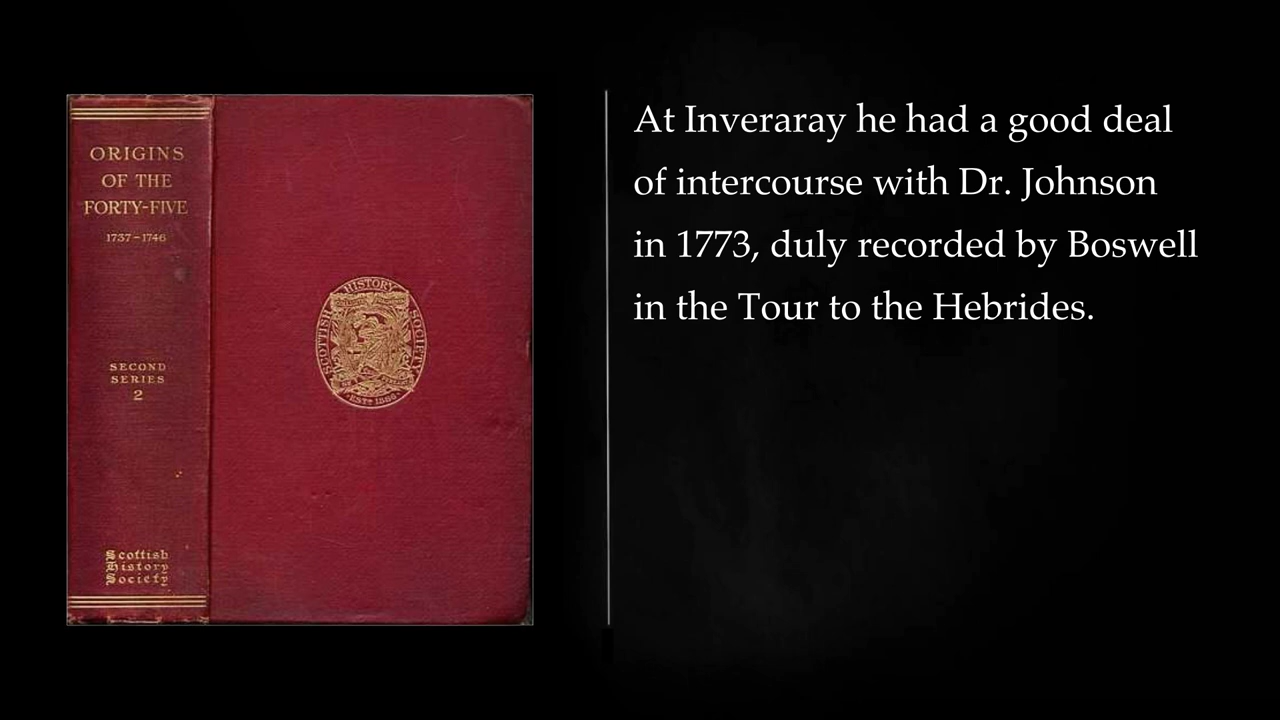 ORIGINS
OF THE
FORTY-FIVE
1737-1746
SECOND
SERIES
2
Scottish
History
Society
SCOTTISH HISTORY SOCIETY
ESTD 1886
At Inveraray he had a good deal
of intercourse with Dr. Johnson
in 1773, duly recorded by Boswell
in the Tour to the Hebrides.